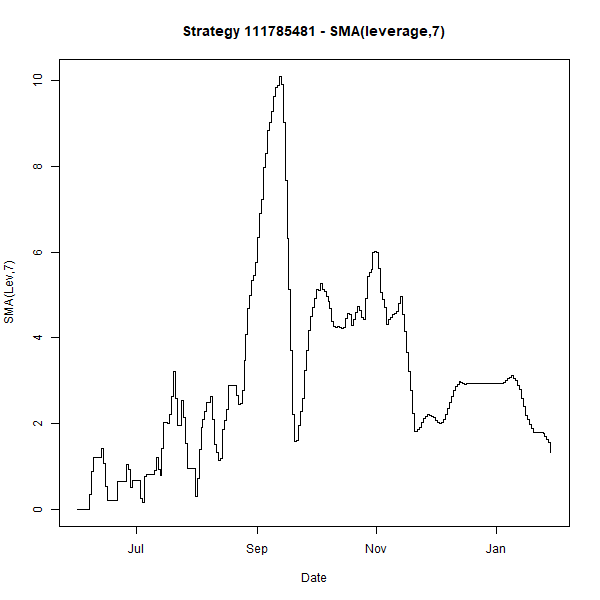 Strategy 111785481 - SMA(leverage,7)
10
8
6
4
2
0
SMA(Lev,7)
Jul
Sep
Nov
Jan
Date